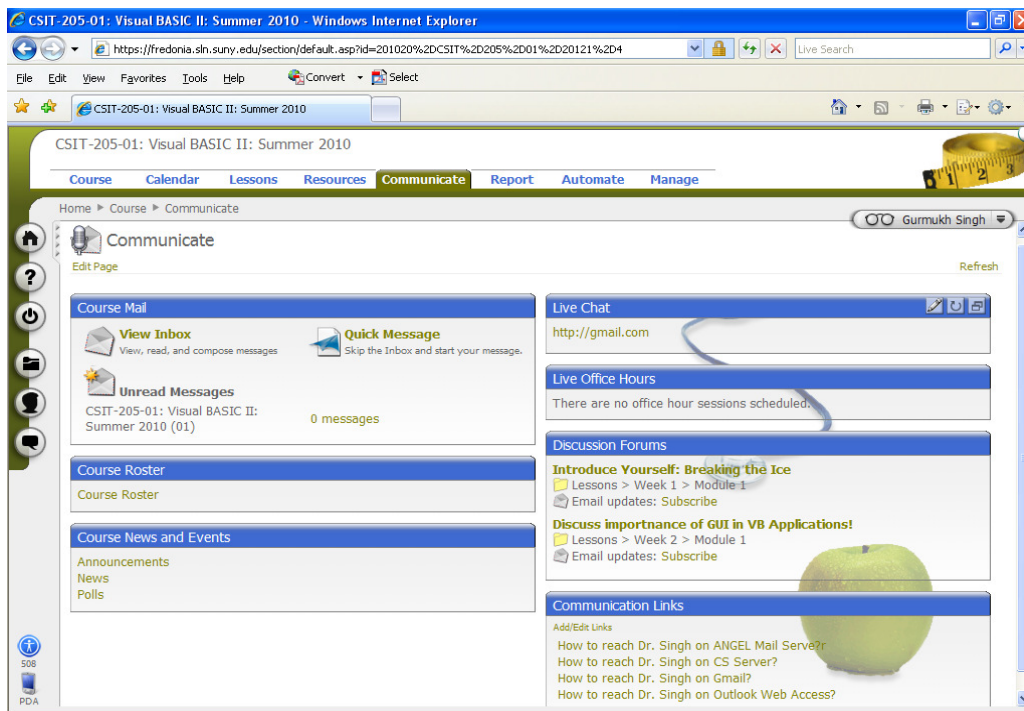 CSIT-205-01: Visual BASIC II: Summer 2010 - Windows Internet Explorer
https://fredonia.sln.suny.edu/section/default.asp?id=201020%2DCSIT%2D205%2D01%2D20121%2D4
Live Search
File Edit View Favorites Tools Help Convert Select
CSIT-205-01: Visual BASIC II: Summer 2010
CSIT-205-01: Visual BASIC II: Summer 2010
Course Calendar Lessons Resources Communicate Report Automate Manage
Home Course Communicate
Gurmukh Singh
Communicate
Edit Page
Refresh
Course Mail
View Inbox
View, read, and compose messages
Quick Message
Skip the Inbox and start your message.
Unread Messages
CSIT-205-01: Visual BASIC II:
Summer 2010 (01)
0 messages
Course Roster
Course Roster
Course News and Events
Announcements
News
Polls
Live Chat
http://gmail.com
Live Office Hours
There are no office hour sessions scheduled.
Discussion Forums
Introduce Yourself: Breaking the Ice
Lessons > Week 1 > Module 1
Email updates: Subscribe
Discuss importnance of GUI in VB Applications!
Lessons > Week 2 > Module 1
Email updates: Subscribe
Communication Links
Add/Edit Links
How to reach Dr. Singh on ANGEL Mail Serve?r
How to reach Dr. Singh on CS Server?
How to reach Dr. Singh on Gmail?
How to reach Dr. Singh on Outlook Web Access?
508
PDA
1 2 3